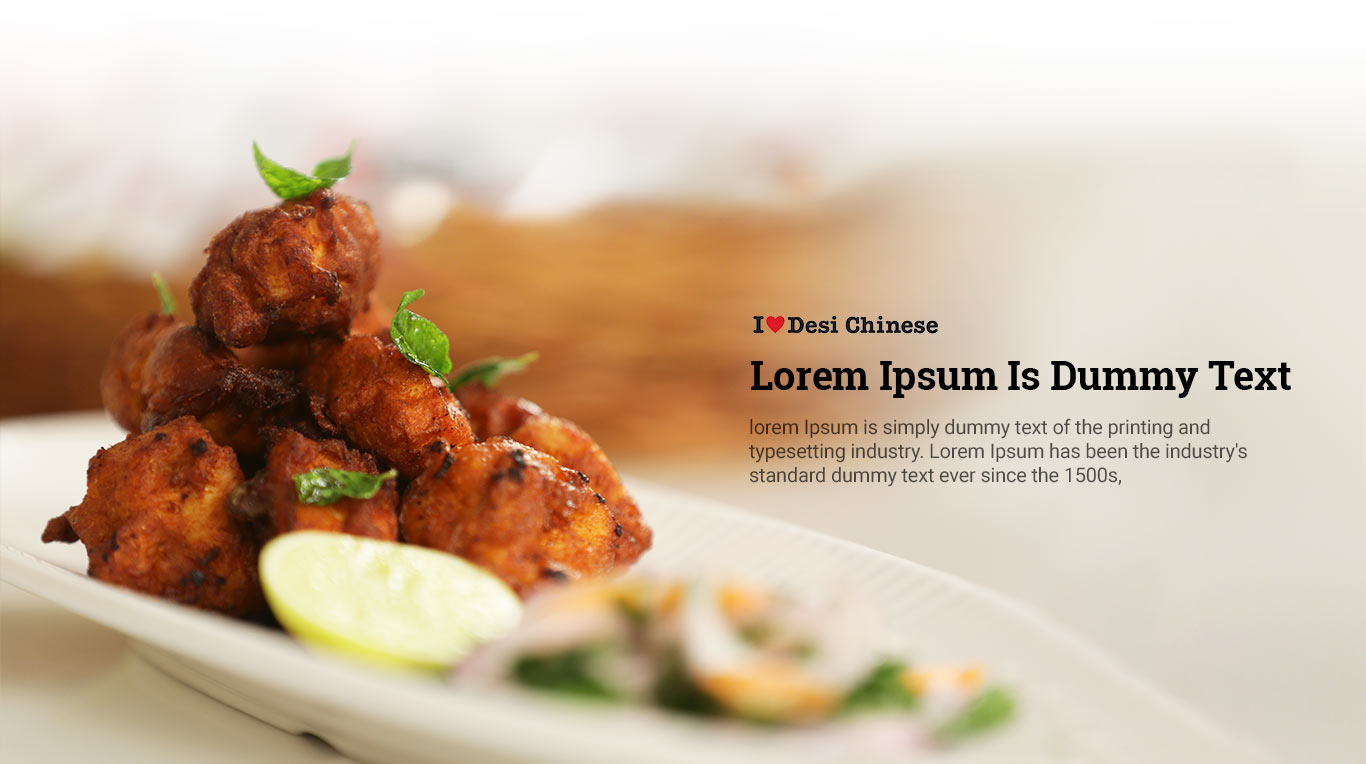 I❤Desi Chinese
Lorem Ipsum Is Dummy Text
lorem Ipsum is simply dummy text of the printing and
typesetting industry. Lorem Ipsum has been the industry's
standard dummy text ever since the 1500s,